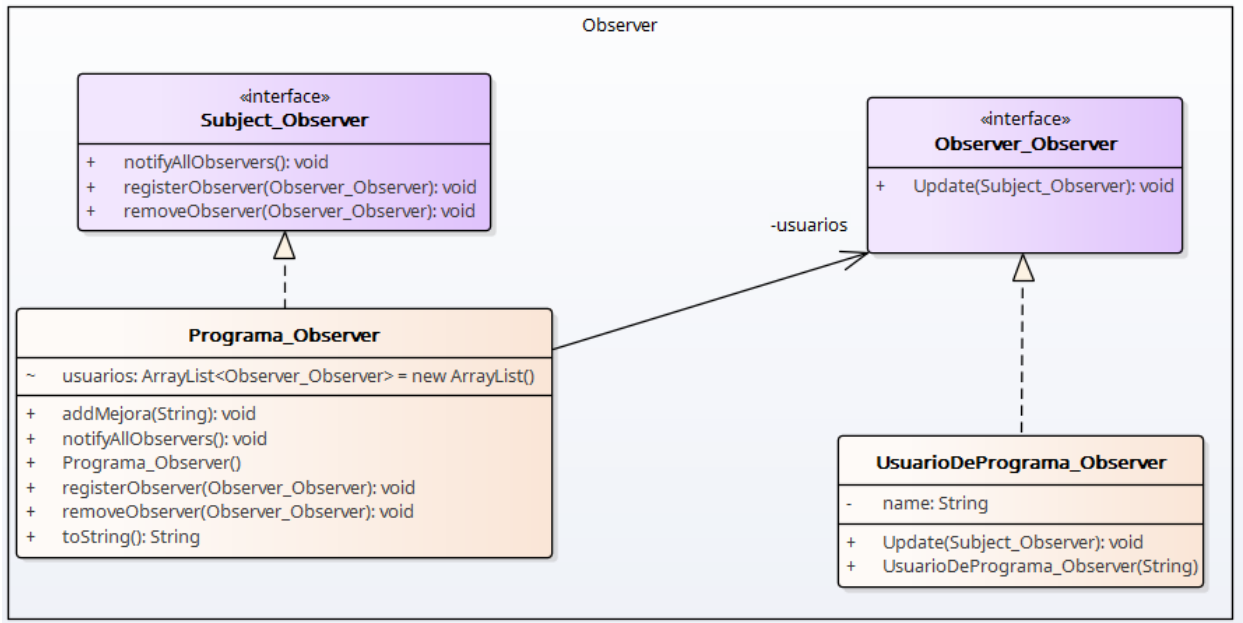 Observer
«interface»
Subject_Observer
+ notifyAllObservers(): void
+ registerObserver(Observer_Observer): void
+ removeObserver(Observer_Observer): void
«interface»
Observer_Observer
+ Update(Subject_Observer): void
-usuarios
Programa_Observer
~ usuarios: ArrayList<Observer_Observer> = new ArrayList()
+ addMejora(String): void
+ notifyAllObservers(): void
+ Programa_Observer()
+ registerObserver(Observer_Observer): void
+ removeObserver(Observer_Observer): void
+ toString(): String
UsuarioDePrograma_Observer
- name: String
+ Update(Subject_Observer): void
+ UsuarioDePrograma_Observer(String)